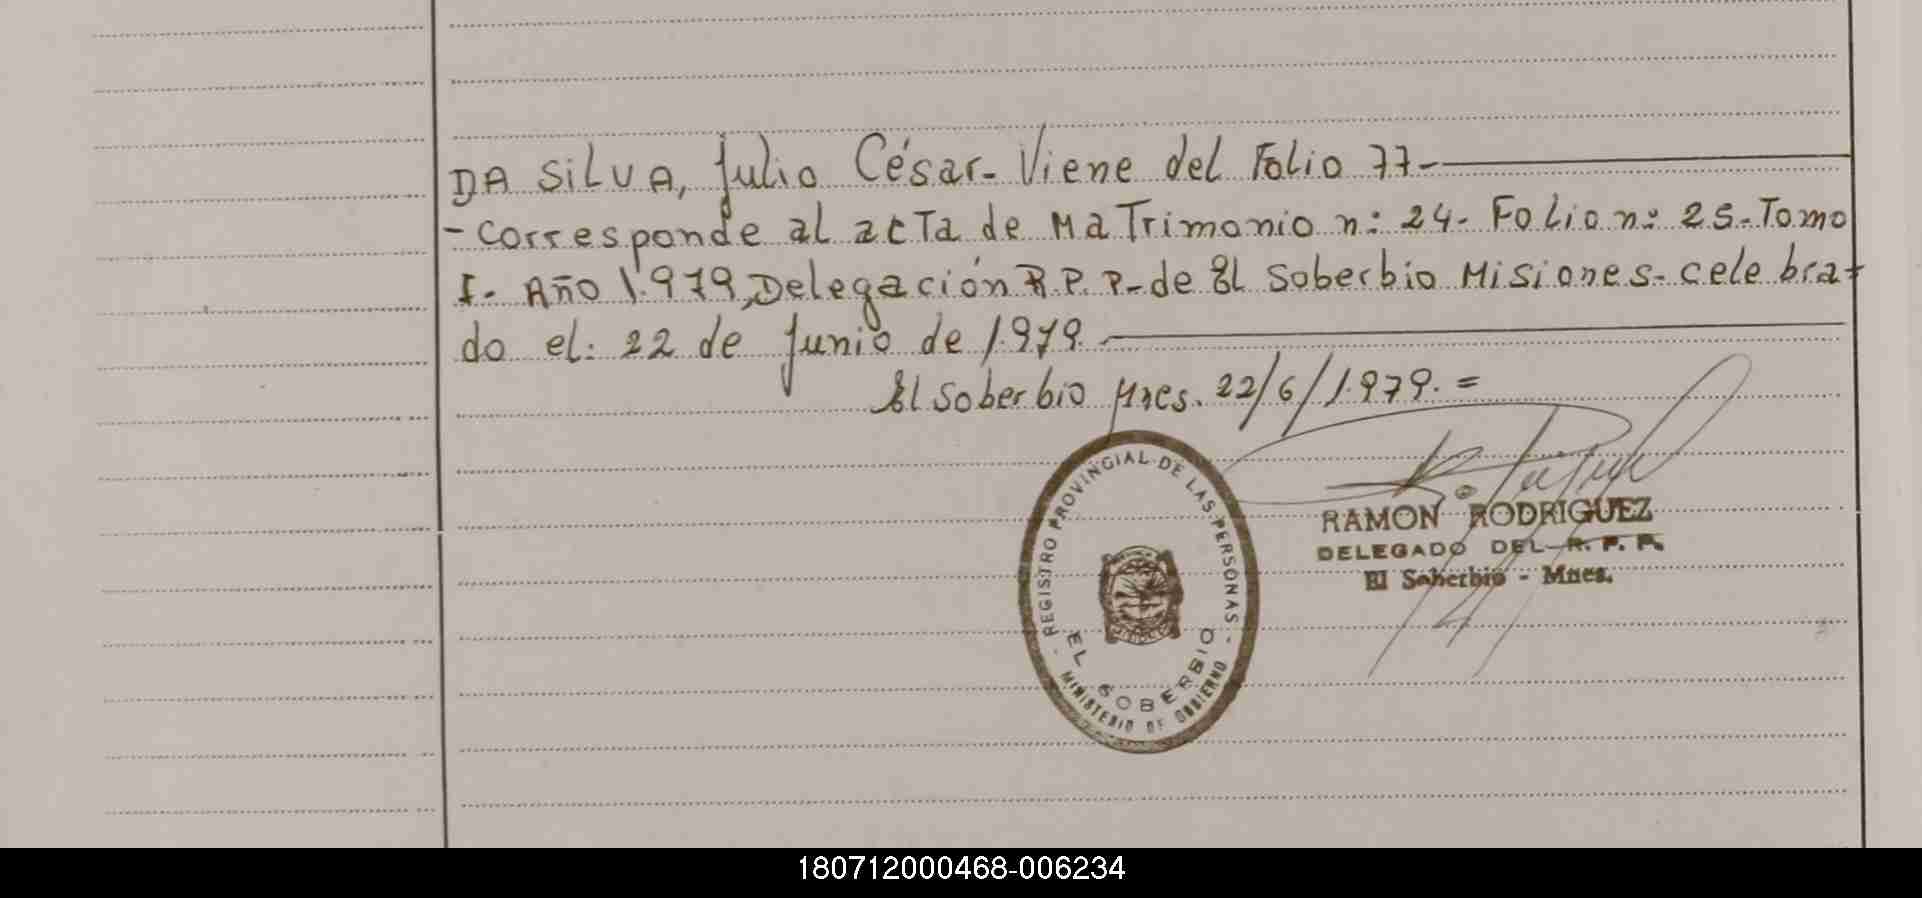 DA SiLVA, Julio César- Viene del Folio 77-
- Corresponde al acTa de MaTrimonio n: 24- Folio n: 25- Tomo
I- Año 1.979, Delegación R.P.P- de El Soberbio Misiones- celebra-
do el: 22 de Junio de 1.979.
El Soberbio Mnes. 22/6/1.979. =
REGISTRO PROVINCIAL DE LAS PERSONAS -
EL SOBERBIO
- MINISTERIO DE GOBIERNO -
RAMON RODRIGUEZ
DELEGADO DEL R. P. P.
El Soberbio - Mnes.
180712000468-006234